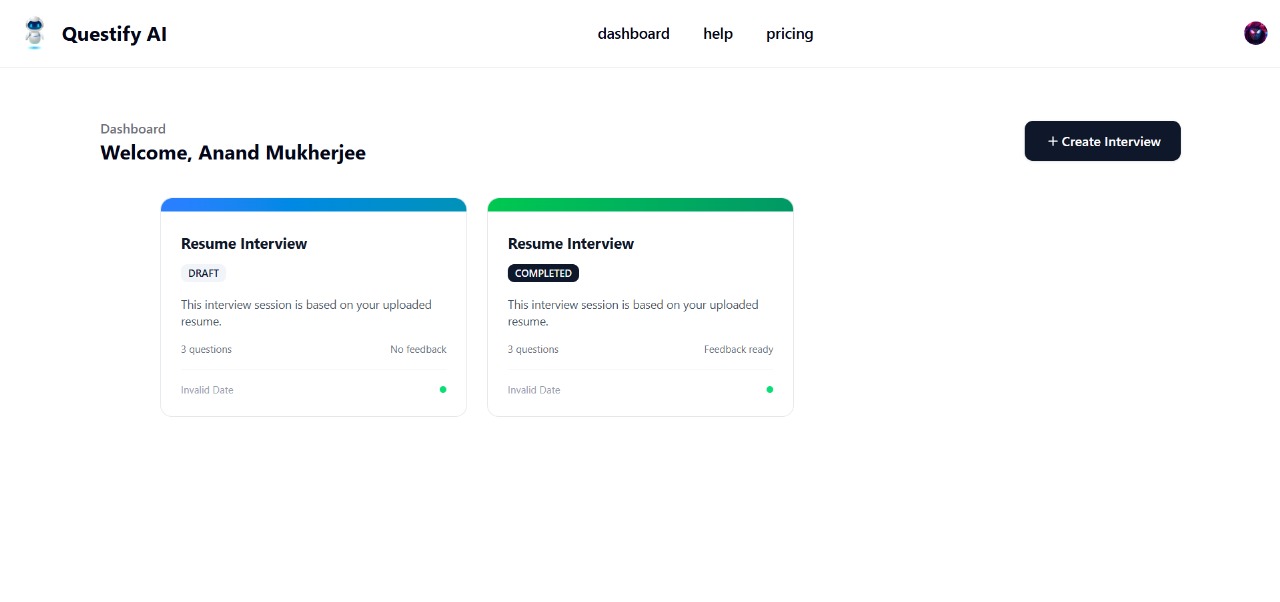 Questify AI
dashboard
help
pricing
Dashboard
Welcome, Anand Mukherjee
+ Create Interview
Resume Interview
DRAFT
This interview session is based on your uploaded
resume.
3 questions
No feedback
Invalid Date
Resume Interview
COMPLETED
This interview session is based on your uploaded
resume.
3 questions
Feedback ready
Invalid Date